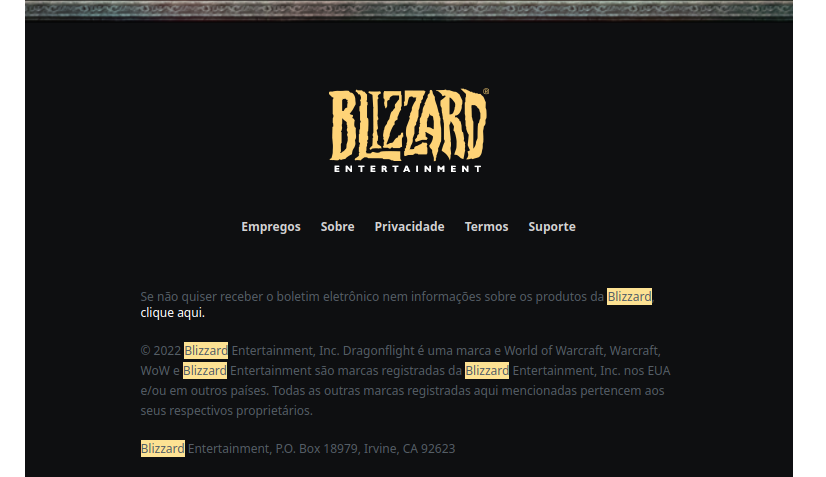 BLIZZARD®
ENTERTAINMENT
Empregos Sobre Privacidade Termos Suporte
Se não quiser receber o boletim eletrônico nem informações sobre os produtos da Blizzard,
clique aqui.
© 2022 Blizzard Entertainment, Inc. Dragonflight é uma marca e World of Warcraft, Warcraft,
WoW e Blizzard Entertainment são marcas registradas da Blizzard Entertainment, Inc. nos EUA
e/ou em outros países. Todas as outras marcas registradas aqui mencionadas pertencem aos
seus respectivos proprietários.
Blizzard Entertainment, P.O. Box 18979, Irvine, CA 92623